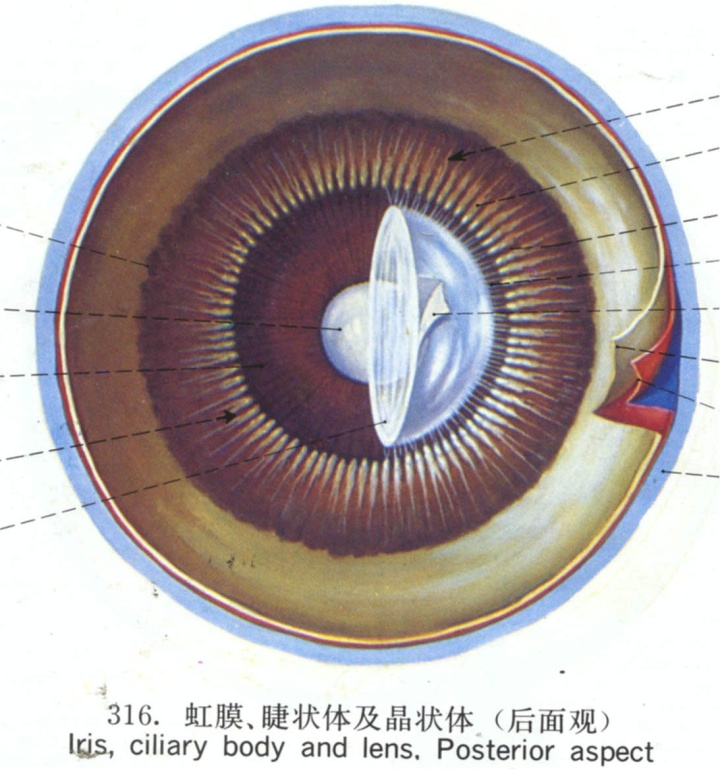 316. 虹膜、睫状体及晶状体（后面观）
Iris, ciliary body and lens. Posterior aspect